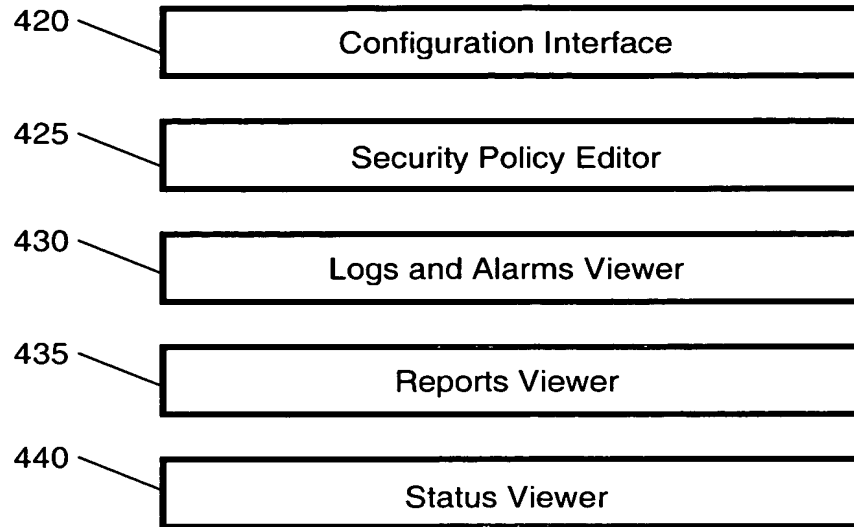 420 Configuration Interface
425 Security Policy Editor
430 Logs and Alarms Viewer
435 Reports Viewer
440 Status Viewer